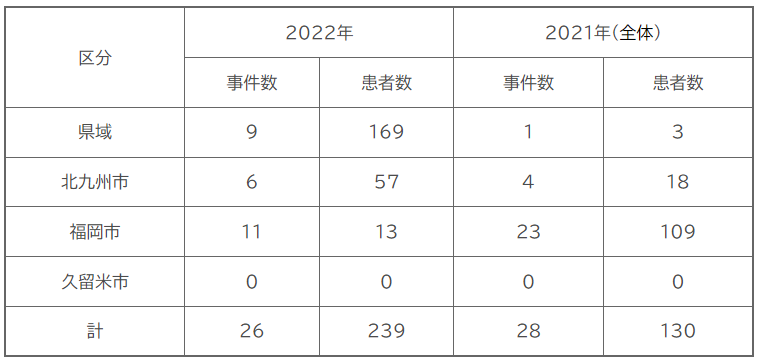 区分 2022年 2021年(全体)
事件数 患者数 事件数 患者数
県域 9 169 1 3
北九州市 6 57 4 18
福岡市 11 13 23 109
久留米市 0 0 0 0
計 26 239 28 130